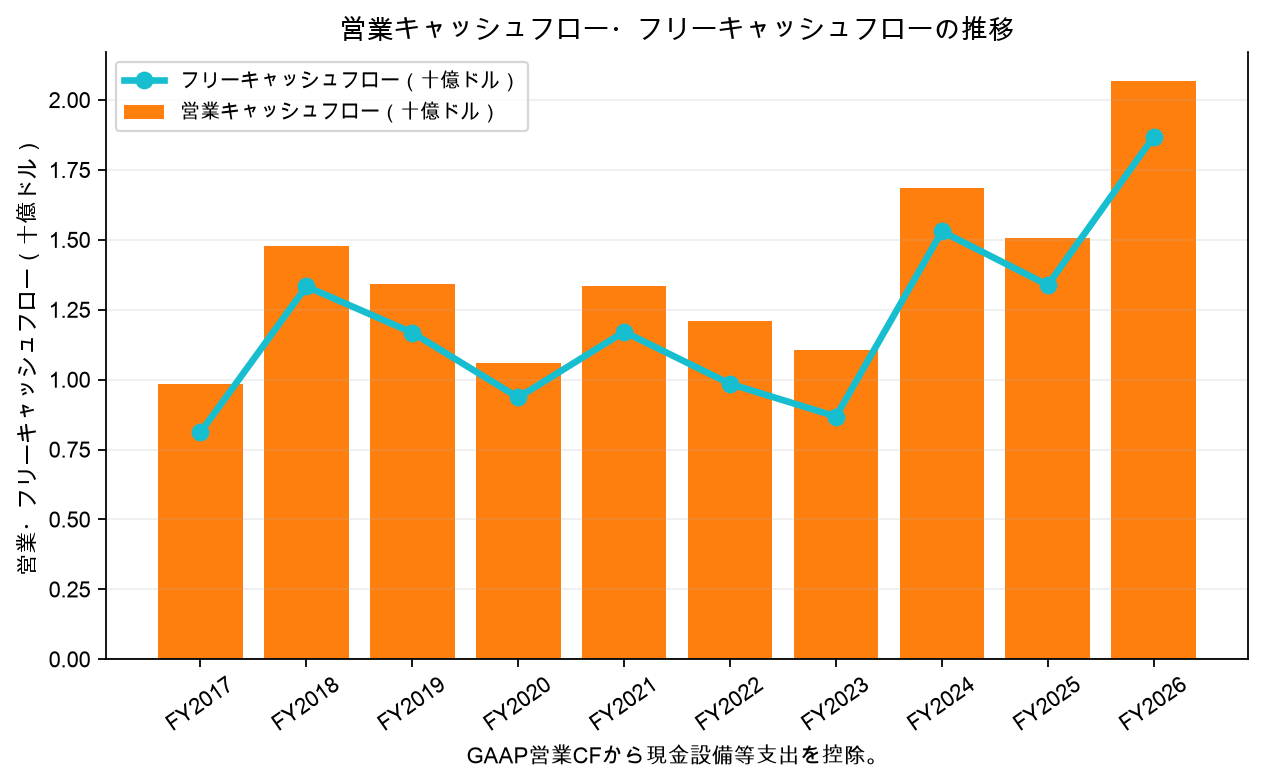 営業キャッシュフロー・フリーキャッシュフローの推移
フリーキャッシュフロー（十億ドル）
営業キャッシュフロー（十億ドル）
営業・フリーキャッシュフロー（十億ドル）
2.00
1.75
1.50
1.25
1.00
0.75
0.50
0.25
0.00
FY2017
FY2018
FY2019
FY2020
FY2021
FY2022
FY2023
FY2024
FY2025
FY2026
GAAP営業CFから現金設備等支出を控除。